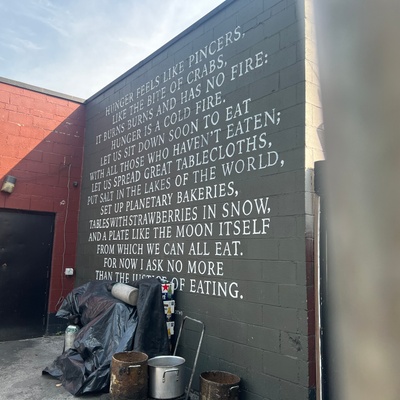 HUNGER FEELS LIKE PINCERS,
LIKE THE BITE OF CRABS,
IT BURNS BURNS AND HAS NO FIRE:
HUNGER IS A COLD FIRE.
LET US SIT DOWN SOON TO EAT
WITH ALL THOSE WHO HAVEN'T EATEN;
LET US SPREAD GREAT TABLECLOTHS,
PUT SALT IN THE LAKES OF THE WORLD,
SET UP PLANETARY BAKERIES,
TABLES WITH STRAWBERRIES IN SNOW,
AND A PLATE LIKE THE MOON ITSELF
FROM WHICH WE CAN ALL EAT.
FOR NOW I ASK NO MORE
THAN THE JUSTICE OF EATING.